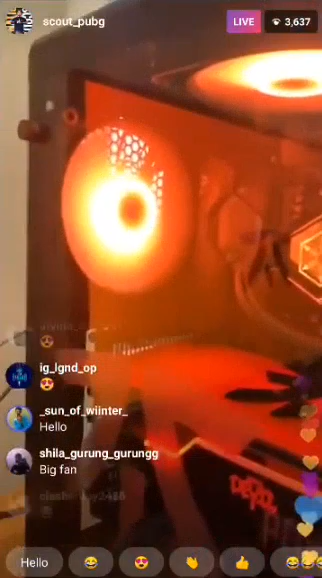 scout_pubg
LIVE
3,637
ig_lgnd_op
😍
_sun_of_wiinter_
Hello
shila_gurung_gurungg
Big fan
Hello 😂 😍 👋 👍 😂😂